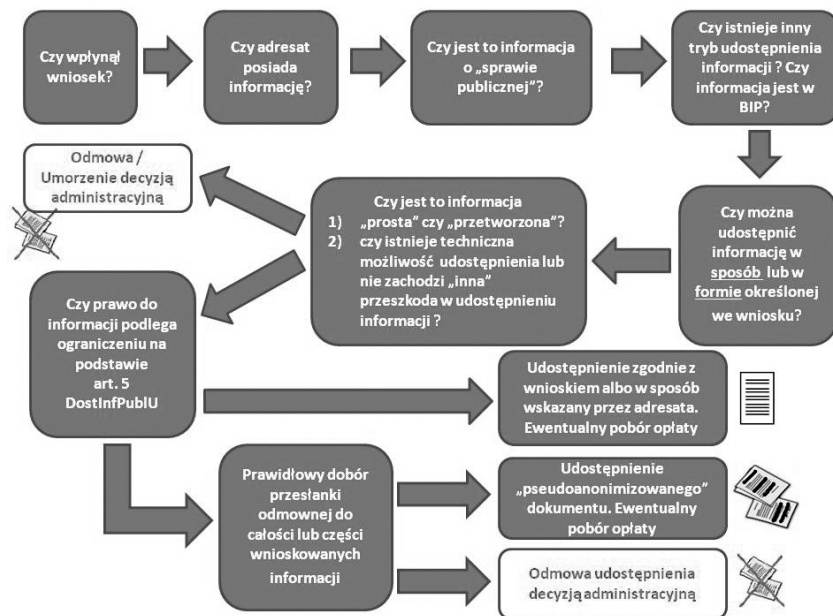 Czy wpłynął
wniosek?
Czy adresat
posiada
informację?
Czy jest to informacja
o „sprawie
publicznej”?
Czy istnieje inny
tryb udostępnienia
informacji ? Czy
informacja jest w
BIP?
Odmowa /
Umorzenie decyzją
administracyjną
Czy jest to informacja
1) „prosta” czy „przetworzona”?
2) czy istnieje techniczna
możliwość udostępnienia lub
nie zachodzi „inna”
przeszkoda w udostępnieniu
informacji ?
Czy można
udostępnić
informację w
sposób lub w
formie określonej
we wniosku?
Czy prawo do
informacji podlega
ograniczeniu na
podstawie
art. 5
DostInfPublU
Udostępnienie zgodnie z
wnioskiem albo w sposób
wskazany przez adresata.
Ewentualny pobór opłaty
Prawidłowy dobór
przesłanki
odmownej do
całości lub części
wnioskowanych
informacji
Udostępnienie
„pseudoanonimizowanego”
dokumentu. Ewentualny
pobór opłaty
Odmowa udostępnienia
decyzją administracyjną